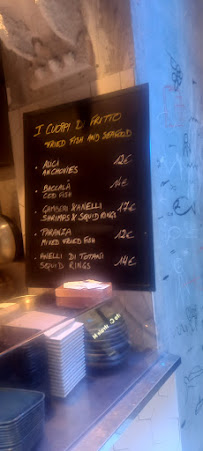 I CUOPPI DI FRITTO
FRIED FISH AND SEAFOOD
• ALICI 12€
ANCHOVIES
• BACCALÀ 14€
COD FISH
• GAMBERI & ANELLI 17€
SHRIMPS & SQUID RINGS
• PARANZA 12€
MIXED FRIED FISH
• ANELLI DI TOTANI 14€
SQUID RINGS